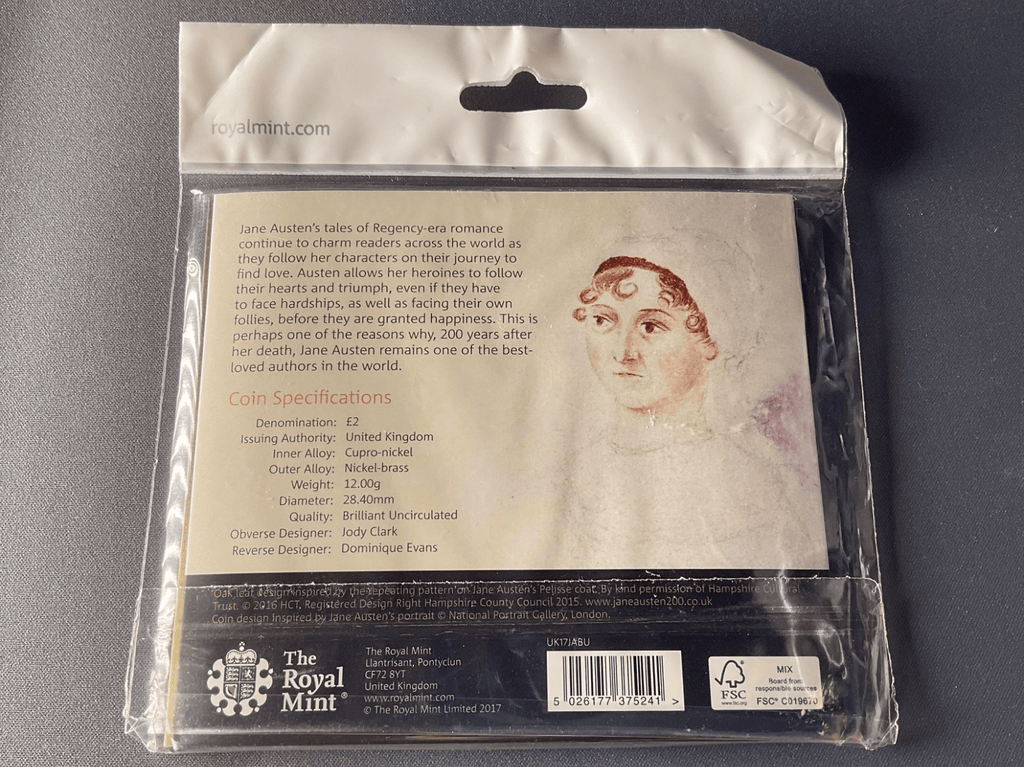 royalmint.com
Jane Austen's tales of Regency-era romance
continue to charm readers across the world as
they follow her characters on their journey to
find love. Austen allows her heroines to follow
their hearts and triumph, even if they have
to face hardships, as well as facing their own
follies, before they are granted happiness. This is
perhaps one of the reasons why, 200 years after
her death, Jane Austen remains one of the best-
loved authors in the world.
Coin Specifications
Denomination: £2
Issuing Authority: United Kingdom
Inner Alloy: Cupro-nickel
Outer Alloy: Nickel-brass
Weight: 12.00g
Diameter: 28.40mm
Quality: Brilliant Uncirculated
Obverse Designer: Jody Clark
Reverse Designer: Dominique Evans
Oak leaf design inspired by the repeating pattern on Jane Austen's Pelisse coat. By kind permission of Hampshire Cultural
Trust. © 2016 HCT, Registered Design Right Hampshire County Council 2015. www.janeausten200.co.uk
Coin design inspired by Jane Austen's portrait © National Portrait Gallery, London.
The
Royal
Mint®
The Royal Mint
Llantrisant, Pontyclun
CF72 8YT
United Kingdom
www.royalmint.com
© The Royal Mint Limited 2017
UK17JABU
5 026177 375241 >
FSC
www.fsc.org
MIX
Board from
responsible sources
FSC® C019670